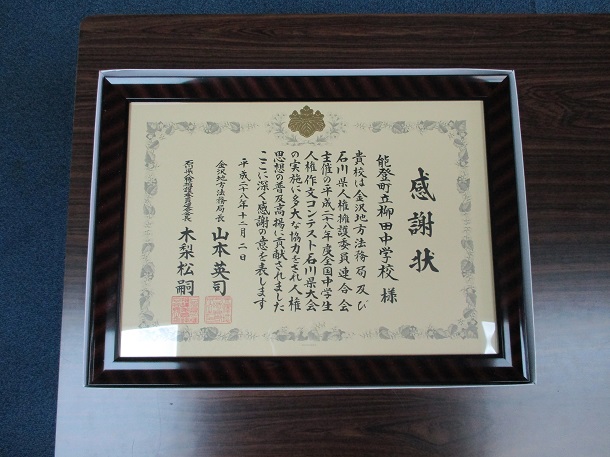 感謝状
能登町立柳田中学校 様
貴校は金沢地方法務局及び
石川県人権擁護委員連合会
主催の平成二十八年度全国中学生
人権作文コンテスト石川県大会
の実施に多大な協力をされ人権
思想の普及高揚に貢献されました
ここに深く感謝の意を表します
平成二十八年十二月二日
金沢地方法務局長 山本英司
石川県人権擁護委員連合会長 木梨松嗣